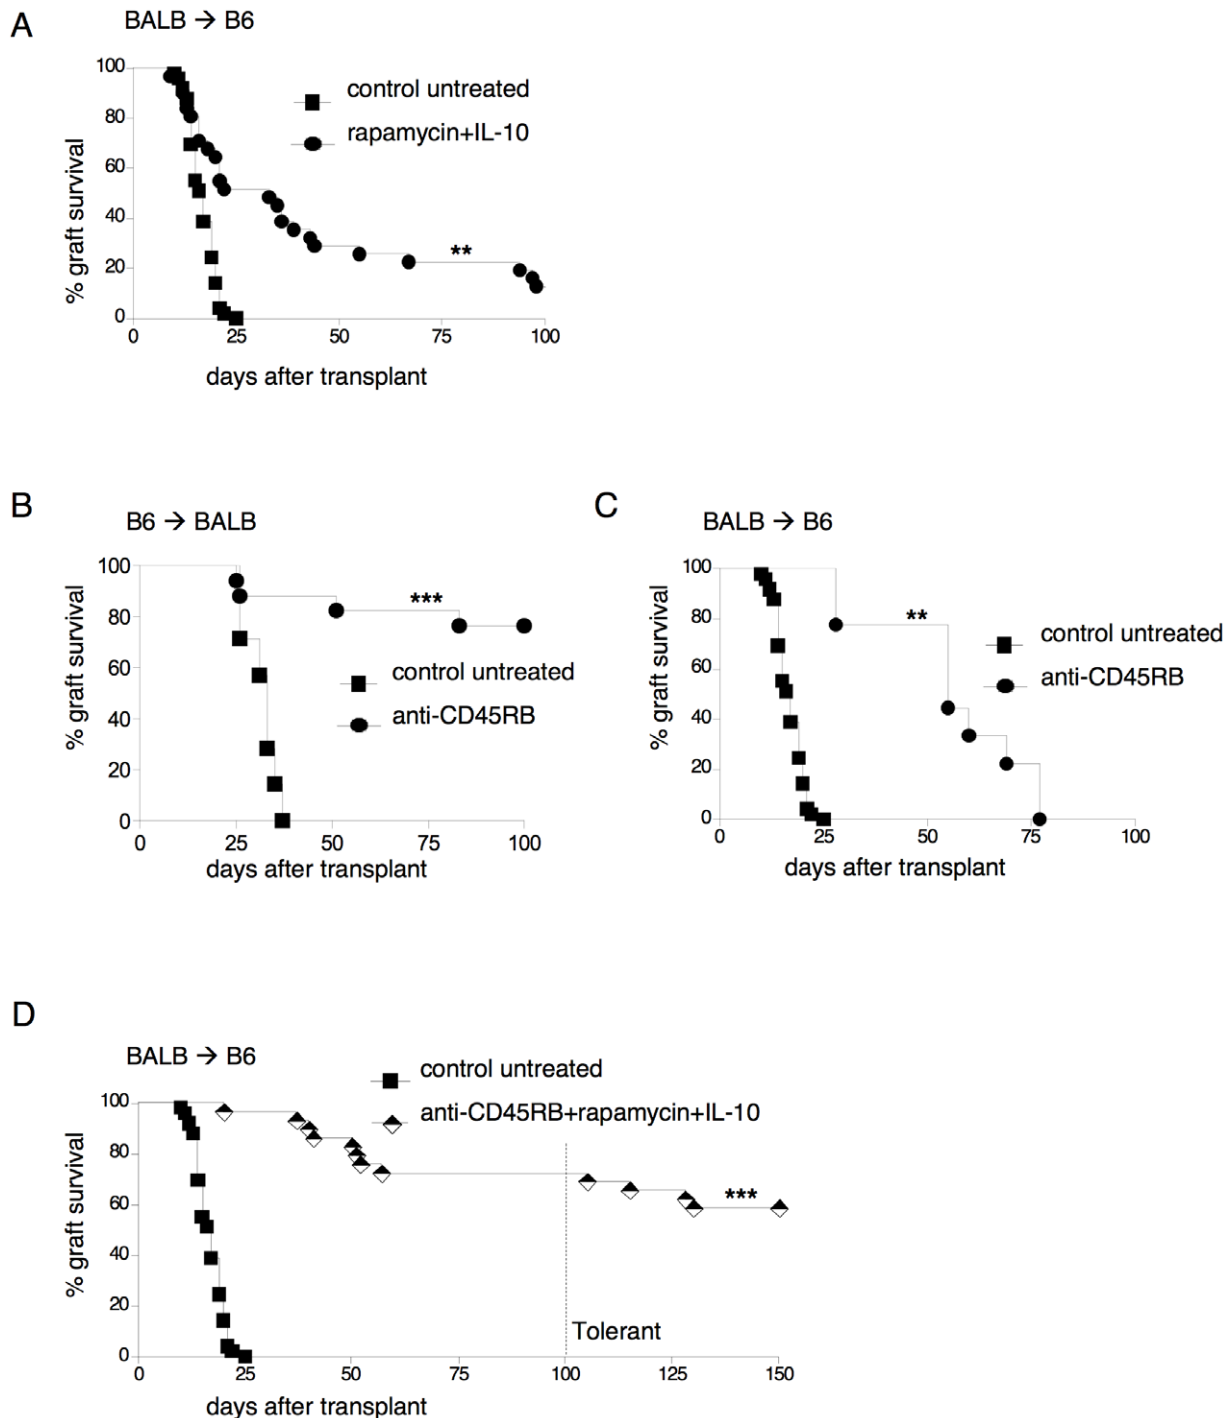 A
BALB → B6
100
80
60
40
20
0
% graft survival
control untreated
rapamycin+IL-10
**
0 25 50 75 100
days after transplant
B
B6 → BALB
100
80
60
40
20
0
% graft survival
***
control untreated
anti-CD45RB
0 25 50 75 100
days after transplant
C
BALB → B6
100
80
60
40
20
0
% graft survival
**
control untreated
anti-CD45RB
0 25 50 75 100
days after transplant
D
BALB → B6
control untreated
anti-CD45RB+rapamycin+IL-10
100
80
60
40
20
0
% graft survival
***
Tolerant
0 25 50 75 100 125 150
days after transplant